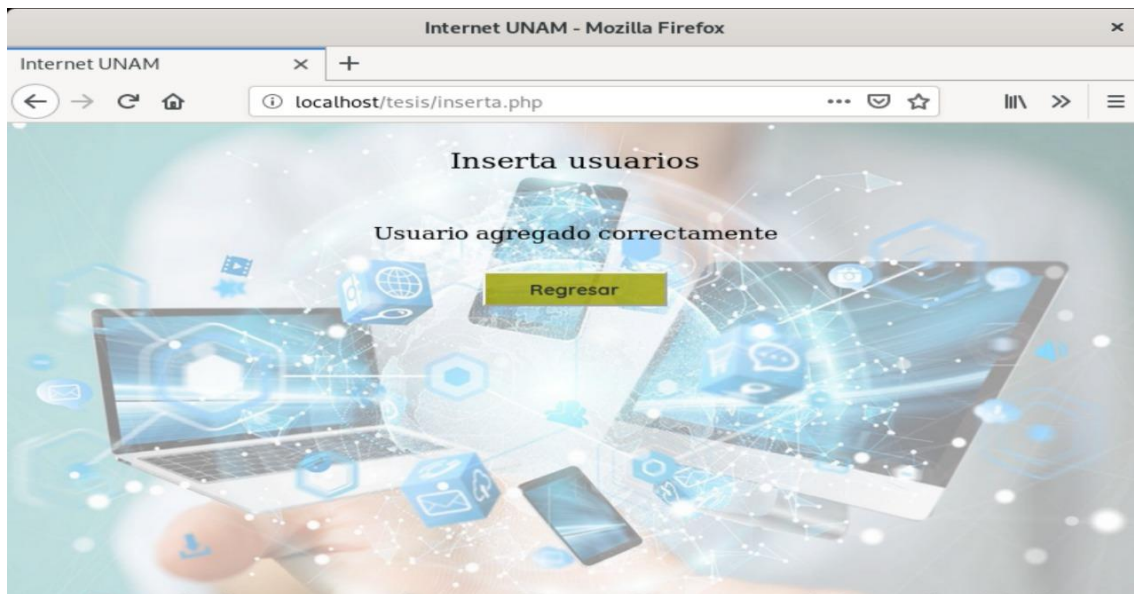 Internet UNAM - Mozilla Firefox
Internet UNAM
localhost/tesis/inserta.php
Inserta usuarios
Usuario agregado correctamente
Regresar